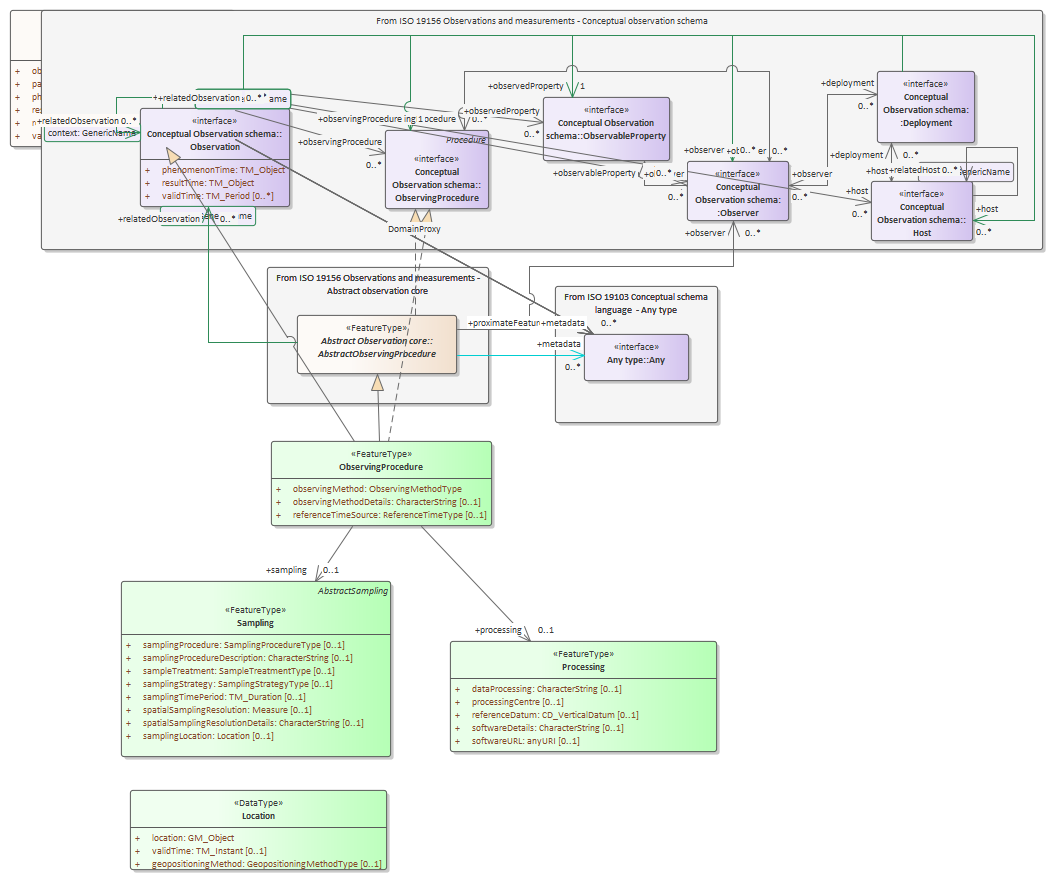 From ISO 19156 Observations and measurements - Conceptual observation schema
+ ob
+ pa
+ ph
+ re
+
+ va
+relatedObservation 0..*
ame
+relatedObservation 0..*
context: GenericName
«interface»
Conceptual Observation schema::
Observation
+ phenomenonTime: TM_Object
+ resultTime: TM_Object
+ validTime: TM_Period [0..*]
+relatedObservation 0..*
me
+observingProcedure
1
ocedure
0..*
+observingProcedure
0..*
Procedure
«interface»
Conceptual
Observation schema::
ObservingProcedure
DomainProxy
+observedProperty 1
+observedProperty
0..*
«interface»
Conceptual Observation
schema::ObservableProperty
+observableProperty
+observer
0..*
er 0..*
0..*
«interface»
Conceptual
Observation schema:
:Observer
+observer
0..*
+observer 0..*
+deployment
0..*
«interface»
Conceptual
Observation schema:
:Deployment
+deployment 0..*
+host
+relatedHost 0..*
enericName
+host
0..*
«interface»
Conceptual
Observation schema::
Host
+host
0..*
From ISO 19156 Observations and measurements -
Abstract observation core
«FeatureType»
Abstract Observation core::
AbstractObservingProcedure
From ISO 19103 Conceptual schema
language - Any type
+proximateFeatur
+metadata 0..*
+metadata
0..*
«interface»
Any type::Any
«FeatureType»
ObservingProcedure
+ observingMethod: ObservingMethodType
+ observingMethodDetails: CharacterString [0..1]
+ referenceTimeSource: ReferenceTimeType [0..1]
+sampling 0..1
+processing 0..1
AbstractSampling
«FeatureType»
Sampling
+ samplingProcedure: SamplingProcedureType [0..1]
+ samplingProcedureDescription: CharacterString [0..1]
+ sampleTreatment: SampleTreatmentType [0..1]
+ samplingStrategy: SamplingStrategyType [0..1]
+ samplingTimePeriod: TM_Duration [0..1]
+ spatialSamplingResolution: Measure [0..1]
+ spatialSamplingResolutionDetails: CharacterString [0..1]
+ samplingLocation: Location [0..1]
«FeatureType»
Processing
+ dataProcessing: CharacterString [0..1]
+ processingCentre [0..1]
+ referenceDatum: CD_VerticalDatum [0..1]
+ softwareDetails: CharacterString [0..1]
+ softwareURL: anyURI [0..1]
«DataType»
Location
+ location: GM_Object
+ validTime: TM_Instant [0..1]
+ geopositioningMethod: GeopositioningMethodType [0..1]